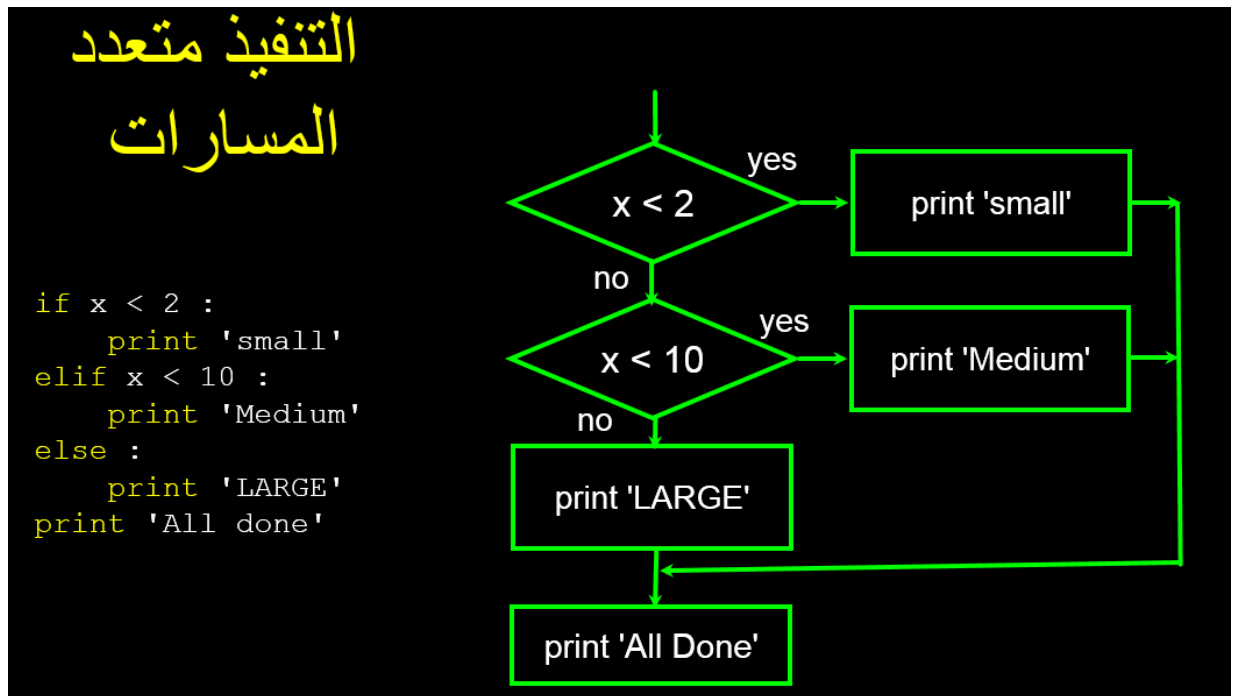 التنفيذ متعدد
المسارات
if x < 2 :
    print 'small'
elif x < 10 :
    print 'Medium'
else :
    print 'LARGE'
print 'All done'
x < 2
yes
print 'small'
no
x < 10
yes
print 'Medium'
no
print 'LARGE'
print 'All Done'